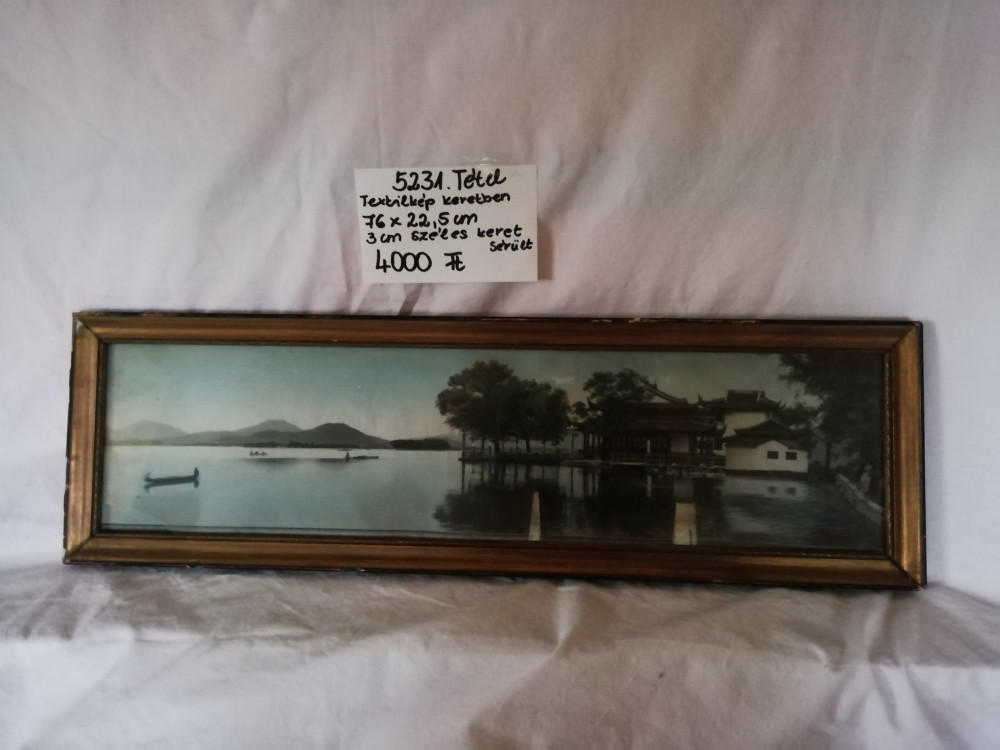 5231. Tétel
Textilkép keretben
76 x 22,5 cm
3 cm széles keret
sérült
4000 Ft